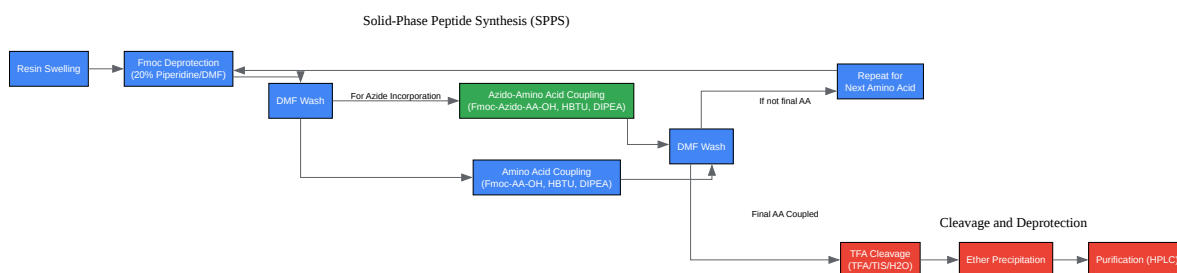 Solid-Phase Peptide Synthesis (SPPS)
Resin Swelling
Fmoc Deprotection
(20% Piperidine/DMF)
DMF Wash
For Azide Incorporation
Azido-Amino Acid Coupling
(Fmoc-Azido-AA-OH, HBTU, DIPEA)
Amino Acid Coupling
(Fmoc-AA-OH, HBTU, DIPEA)
DMF Wash
If not final AA
Repeat for
Next Amino Acid
Final AA Coupled
Cleavage and Deprotection
TFA Cleavage
(TFA/TIS/H2O)
Ether Precipitation
Purification (HPLC)